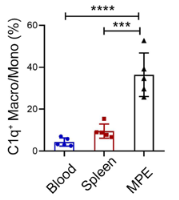 ****
***
C1q⁺ Macro/Mono (%)
60
40
20
0
Blood
Spleen
MPE